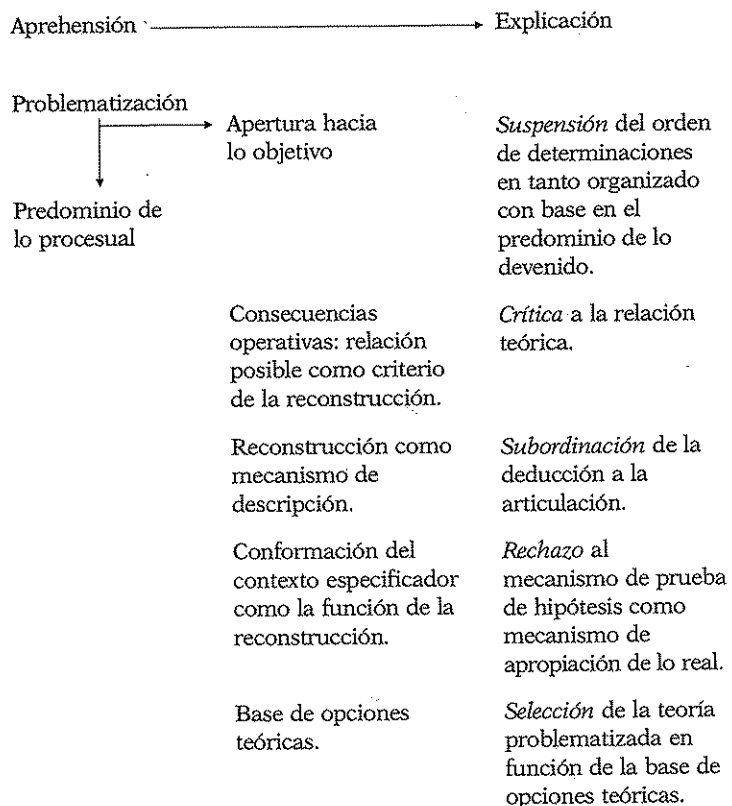 Aprehensión
Explicación
Problematización
Apertura hacia
lo objetivo
Suspensión del orden
de determinaciones
en tanto organizado
con base en el
predominio de lo
devenido.
Predominio de
lo procesual
Consecuencias
operativas: relación
posible como criterio
de la reconstrucción.
Crítica a la relación
teórica.
Reconstrucción como
mecanismo de
descripción.
Subordinación de la
deducción a la
articulación.
Conformación del
contexto especificador
como la función de la
reconstrucción.
Rechazo al
mecanismo de prueba
de hipótesis como
mecanismo de
apropiación de lo real.
Base de opciones
teóricas.
Selección de la teoría
problematizada en
función de la base de
opciones teóricas.